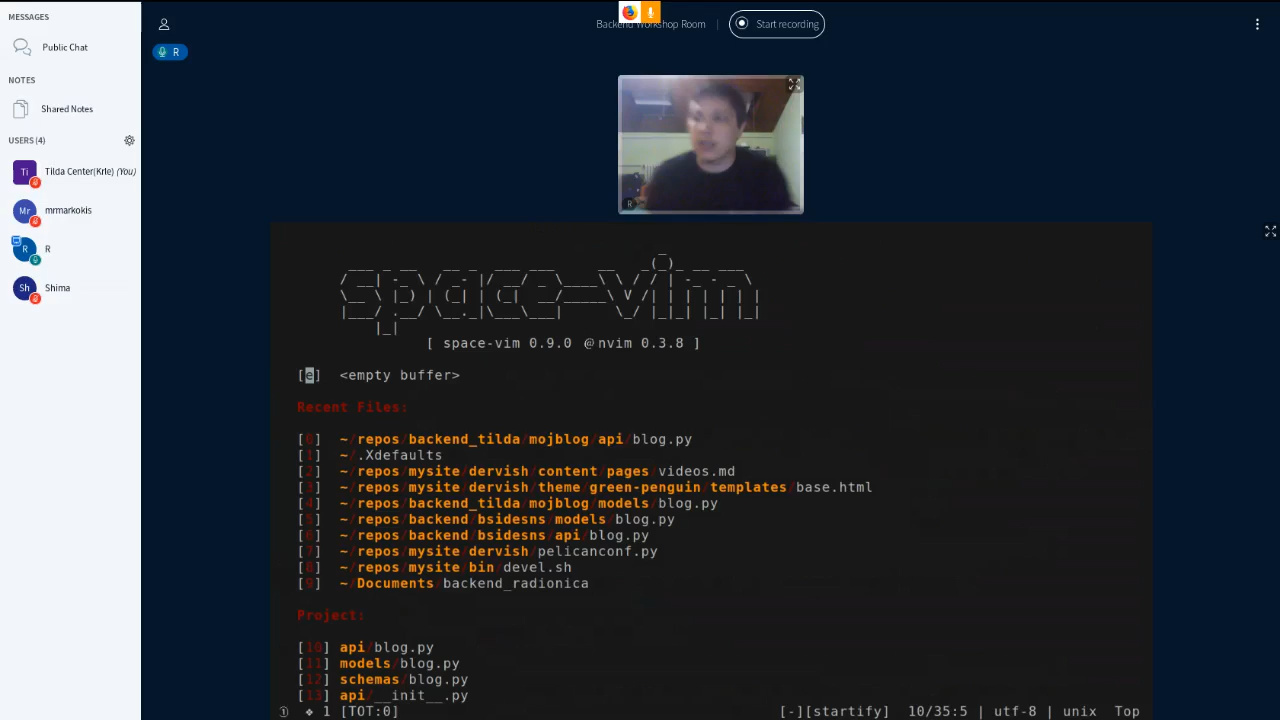 MESSAGES
Public Chat
NOTES
Shared Notes
USERS (4)
Ti Tilda Center(Krle) (You)
Mr mrmarkokis
R R
Sh Shima
Backend Workshop Room | Start recording
R
R
space-vim
[ space-vim 0.9.0 @ nvim 0.3.8 ]
[e] <empty buffer>
Recent Files:
[0] ~/repos/backend_tilda/mojblog/api/blog.py
[1] ~/.Xdefaults
[2] ~/repos/mysite/dervish/content/pages/videos.md
[3] ~/repos/mysite/dervish/theme/green-penguin/templates/base.html
[4] ~/repos/backend_tilda/mojblog/models/blog.py
[5] ~/repos/backend/bsidesns/models/blog.py
[6] ~/repos/backend/bsidesns/api/blog.py
[7] ~/repos/mysite/dervish/pelicanconf.py
[8] ~/repos/mysite/bin/devel.sh
[9] ~/Documents/backend_radionica
Project:
[10] api/blog.py
[11] models/blog.py
[12] schemas/blog.py
[13] api/__init__.py
① ❖ 1 [TOT:0] [-][startify] 10/35:5 | utf-8 | unix Top